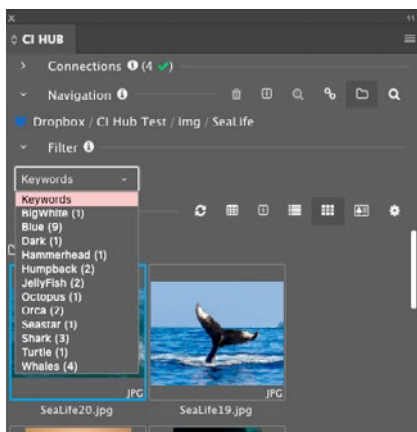 CI HUB
Connections (4 ✓)
Navigation
Dropbox / CI Hub Test / img / SeaLife
Filter
Keywords
Keywords
BigWhite (1)
Blue (9)
Dark (1)
Hammerhead (1)
Humpback (2)
JellyFish (2)
Octopus (1)
Orca (2)
Seastar (1)
Shark (3)
Turtle (1)
Whales (4)
JPG
JPG
SeaLife20.jpg
SeaLife19.jpg